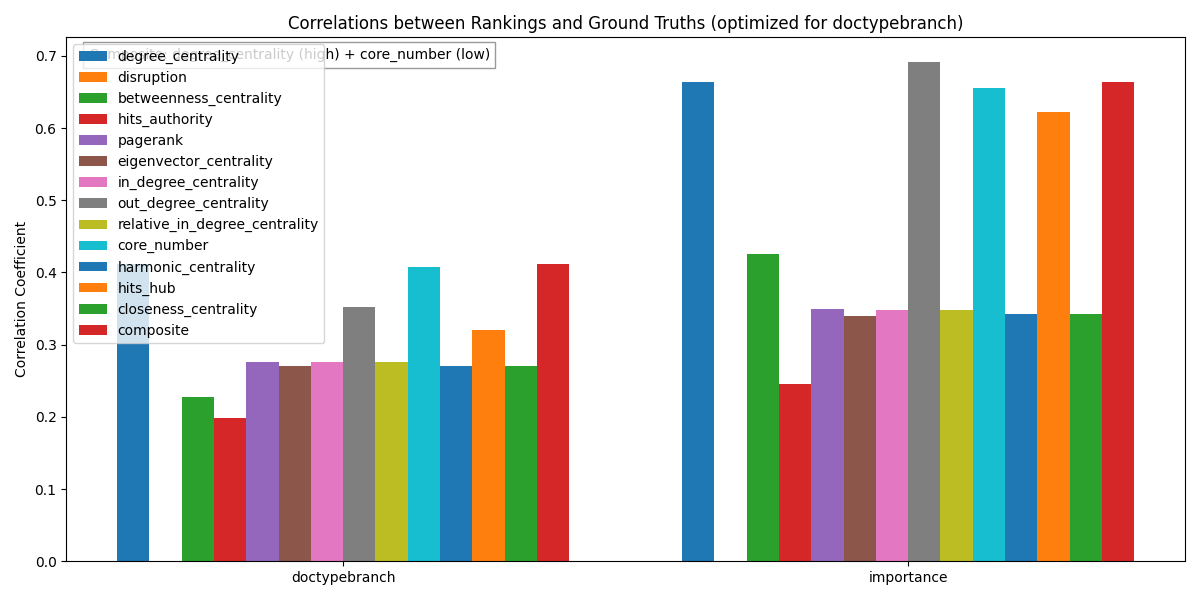 Correlations between Rankings and Ground Truths (optimized for doctypebranch)
Composite: degree_centrality (high) + core_number (low)
degree_centrality
disruption
betweenness_centrality
hits_authority
pagerank
eigenvector_centrality
in_degree_centrality
out_degree_centrality
relative_in_degree_centrality
core_number
harmonic_centrality
hits_hub
closeness_centrality
composite
Correlation Coefficient
0.7
0.6
0.5
0.4
0.3
0.2
0.1
0.0
doctypebranch
importance